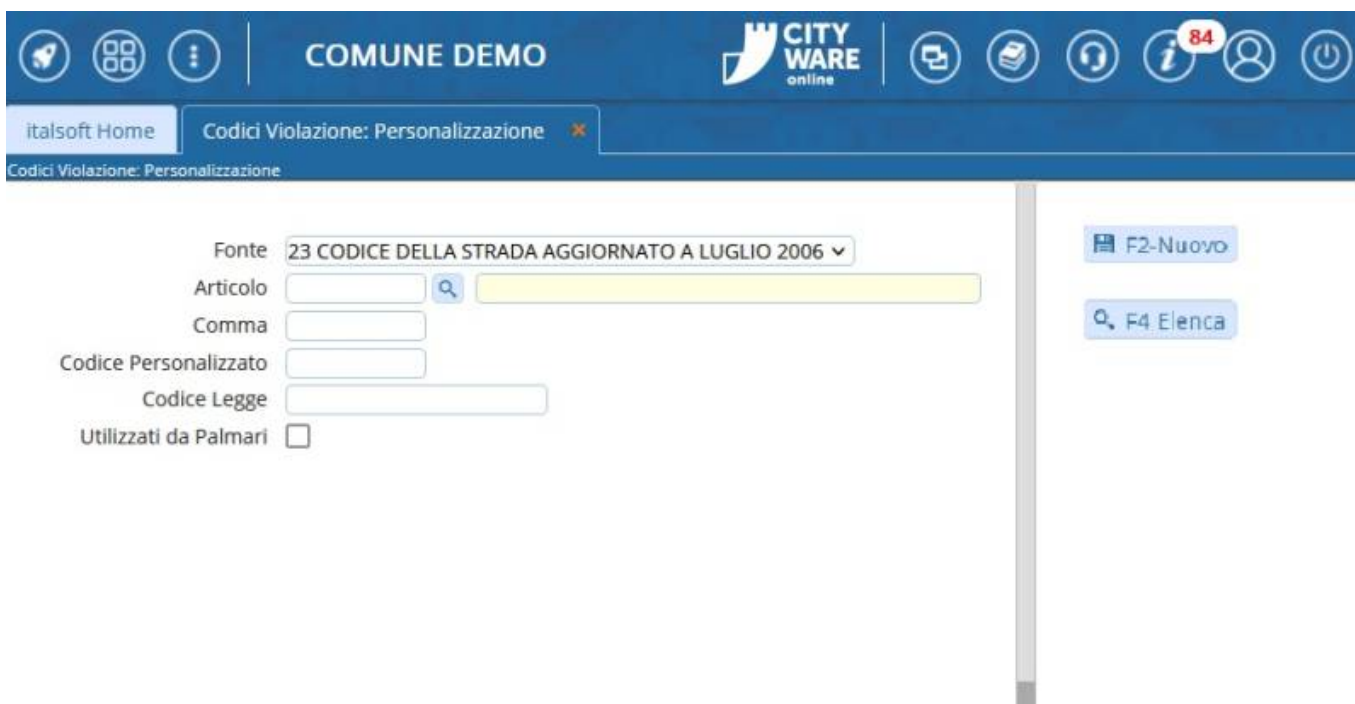 COMUNE DEMO
CITY
WARE
online
84
italsoft Home
Codici Violazione: Personalizzazione
Codici Violazione: Personalizzazione
Fonte 23 CODICE DELLA STRADA AGGIORNATO A LUGLIO 2006
F2-Nuovo
Articolo
Comma
F4 Elenca
Codice Personalizzato
Codice Legge
Utilizzati da Palmari